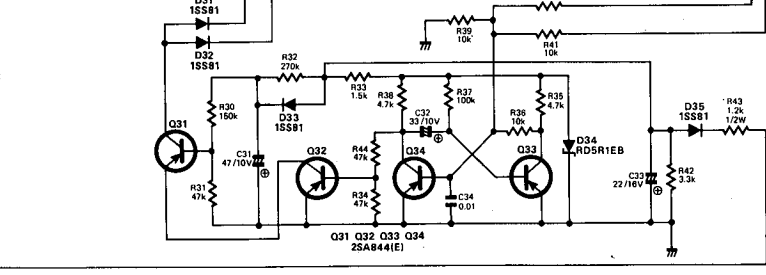 D31
1SS81
D32
1SS81
R39
10k
R41
10k
R32
270k
R33
1.5k
R38
4.7k
R37
100k
R35
4.7k
R36
10k
C32
33/10V
D33
1SS81
R30
150k
Q31
C31
47/10V
Q32
R44
47k
Q34
Q33
D34
RD5R1EB
D35
1SS81
R43
1.2k
1/2W
R31
47k
R34
47k
C34
0.01
C33
22/16V
R42
3.3k
Q31 Q32 Q33 Q34
2SA844(E)